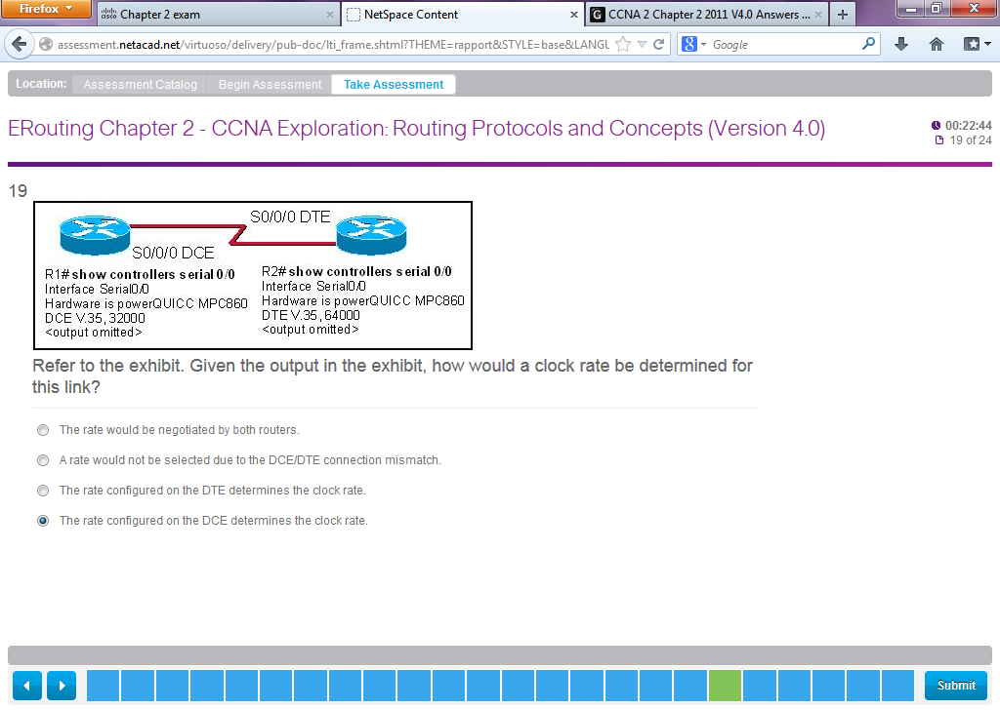 Firefox
Chapter 2 exam
NetSpace Content
G CCNA 2 Chapter 2 2011 V4.0 Answers ...
assessment.netacad.net/virtuoso/delivery/pub-doc/lti_frame.shtml?THEME=rapport&STYLE=base&LANGU
8 Google
Location: Assessment Catalog Begin Assessment Take Assessment
ERouting Chapter 2 - CCNA Exploration: Routing Protocols and Concepts (Version 4.0)
00:22:44
19 of 24
19
S0/0/0 DTE
S0/0/0 DCE
R1#show controllers serial 0/0
Interface Serial0/0
Hardware is powerQUICC MPC860
DCE V.35, 32000
<output omitted>
R2#show controllers serial 0/0
Interface Serial0/0
Hardware is powerQUICC MPC860
DTE V.35, 64000
<output omitted>
Refer to the exhibit. Given the output in the exhibit, how would a clock rate be determined for
this link?
The rate would be negotiated by both routers.
A rate would not be selected due to the DCE/DTE connection mismatch.
The rate configured on the DTE determines the clock rate.
The rate configured on the DCE determines the clock rate.
Submit